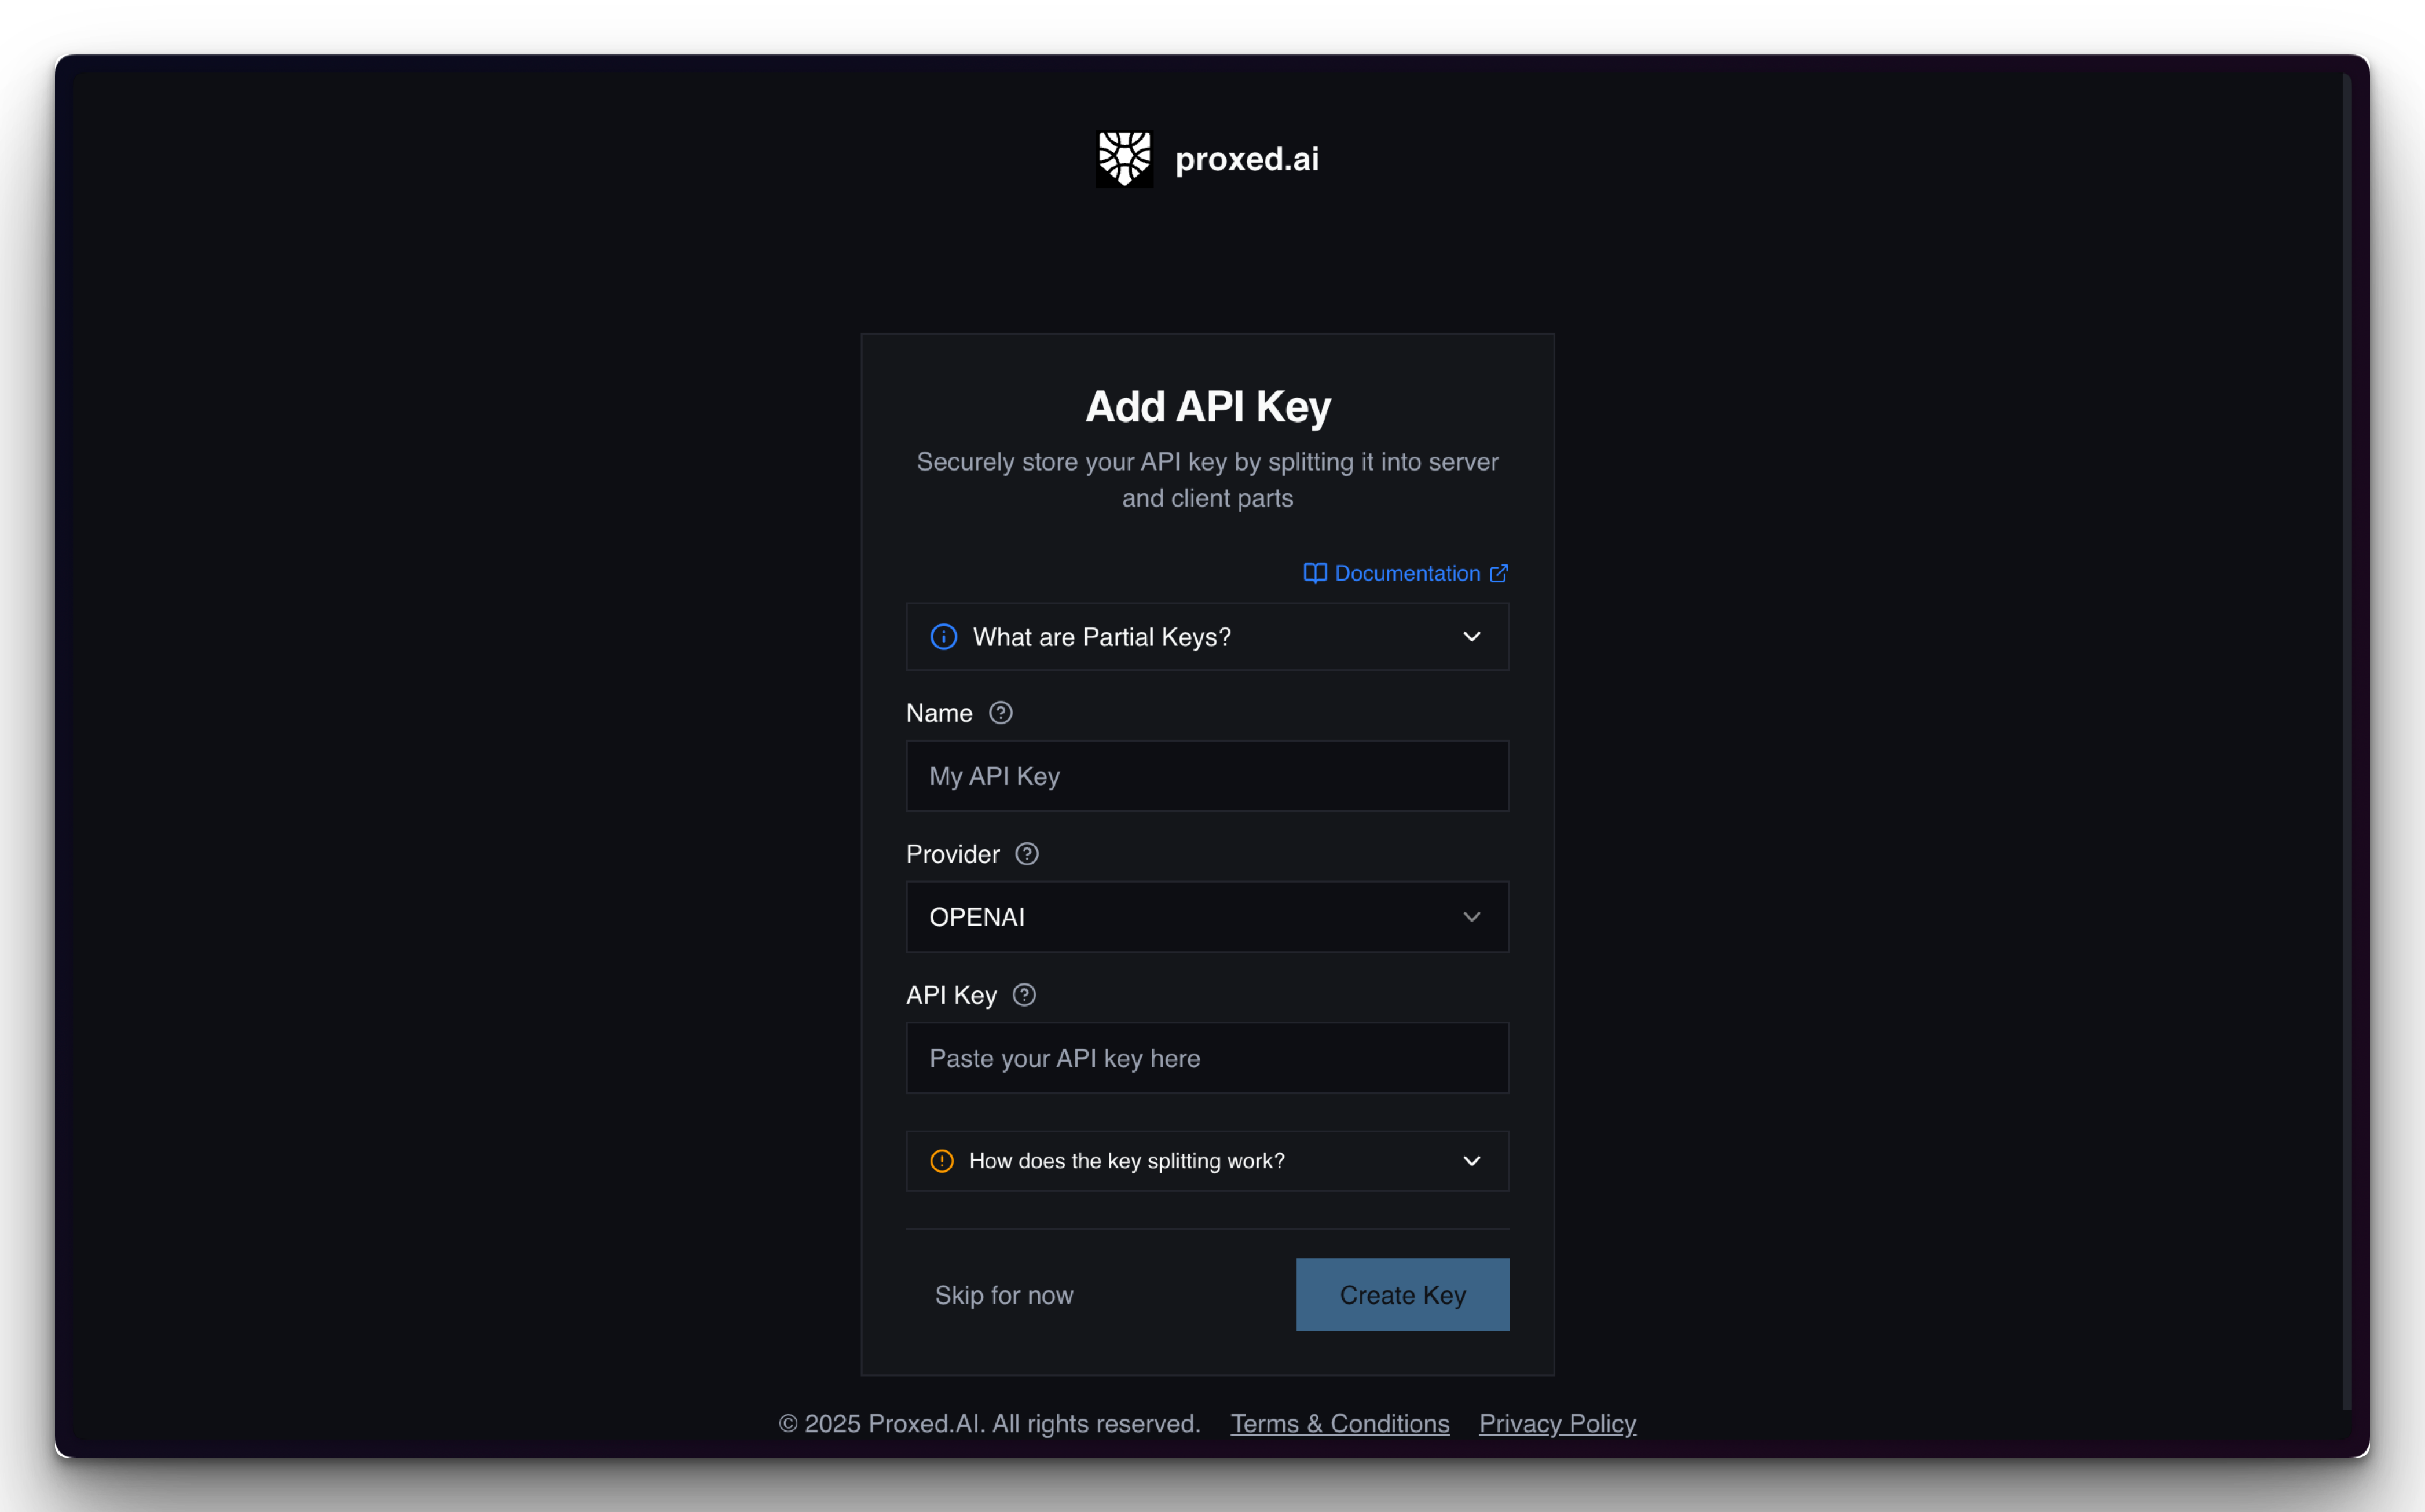 proxed.ai
Add API Key
Securely store your API key by splitting it into server
and client parts
Documentation
What are Partial Keys?
Name
My API Key
Provider
OPENAI
API Key
Paste your API key here
How does the key splitting work?
Skip for now
Create Key
© 2025 Proxed.AI. All rights reserved. Terms & Conditions Privacy Policy